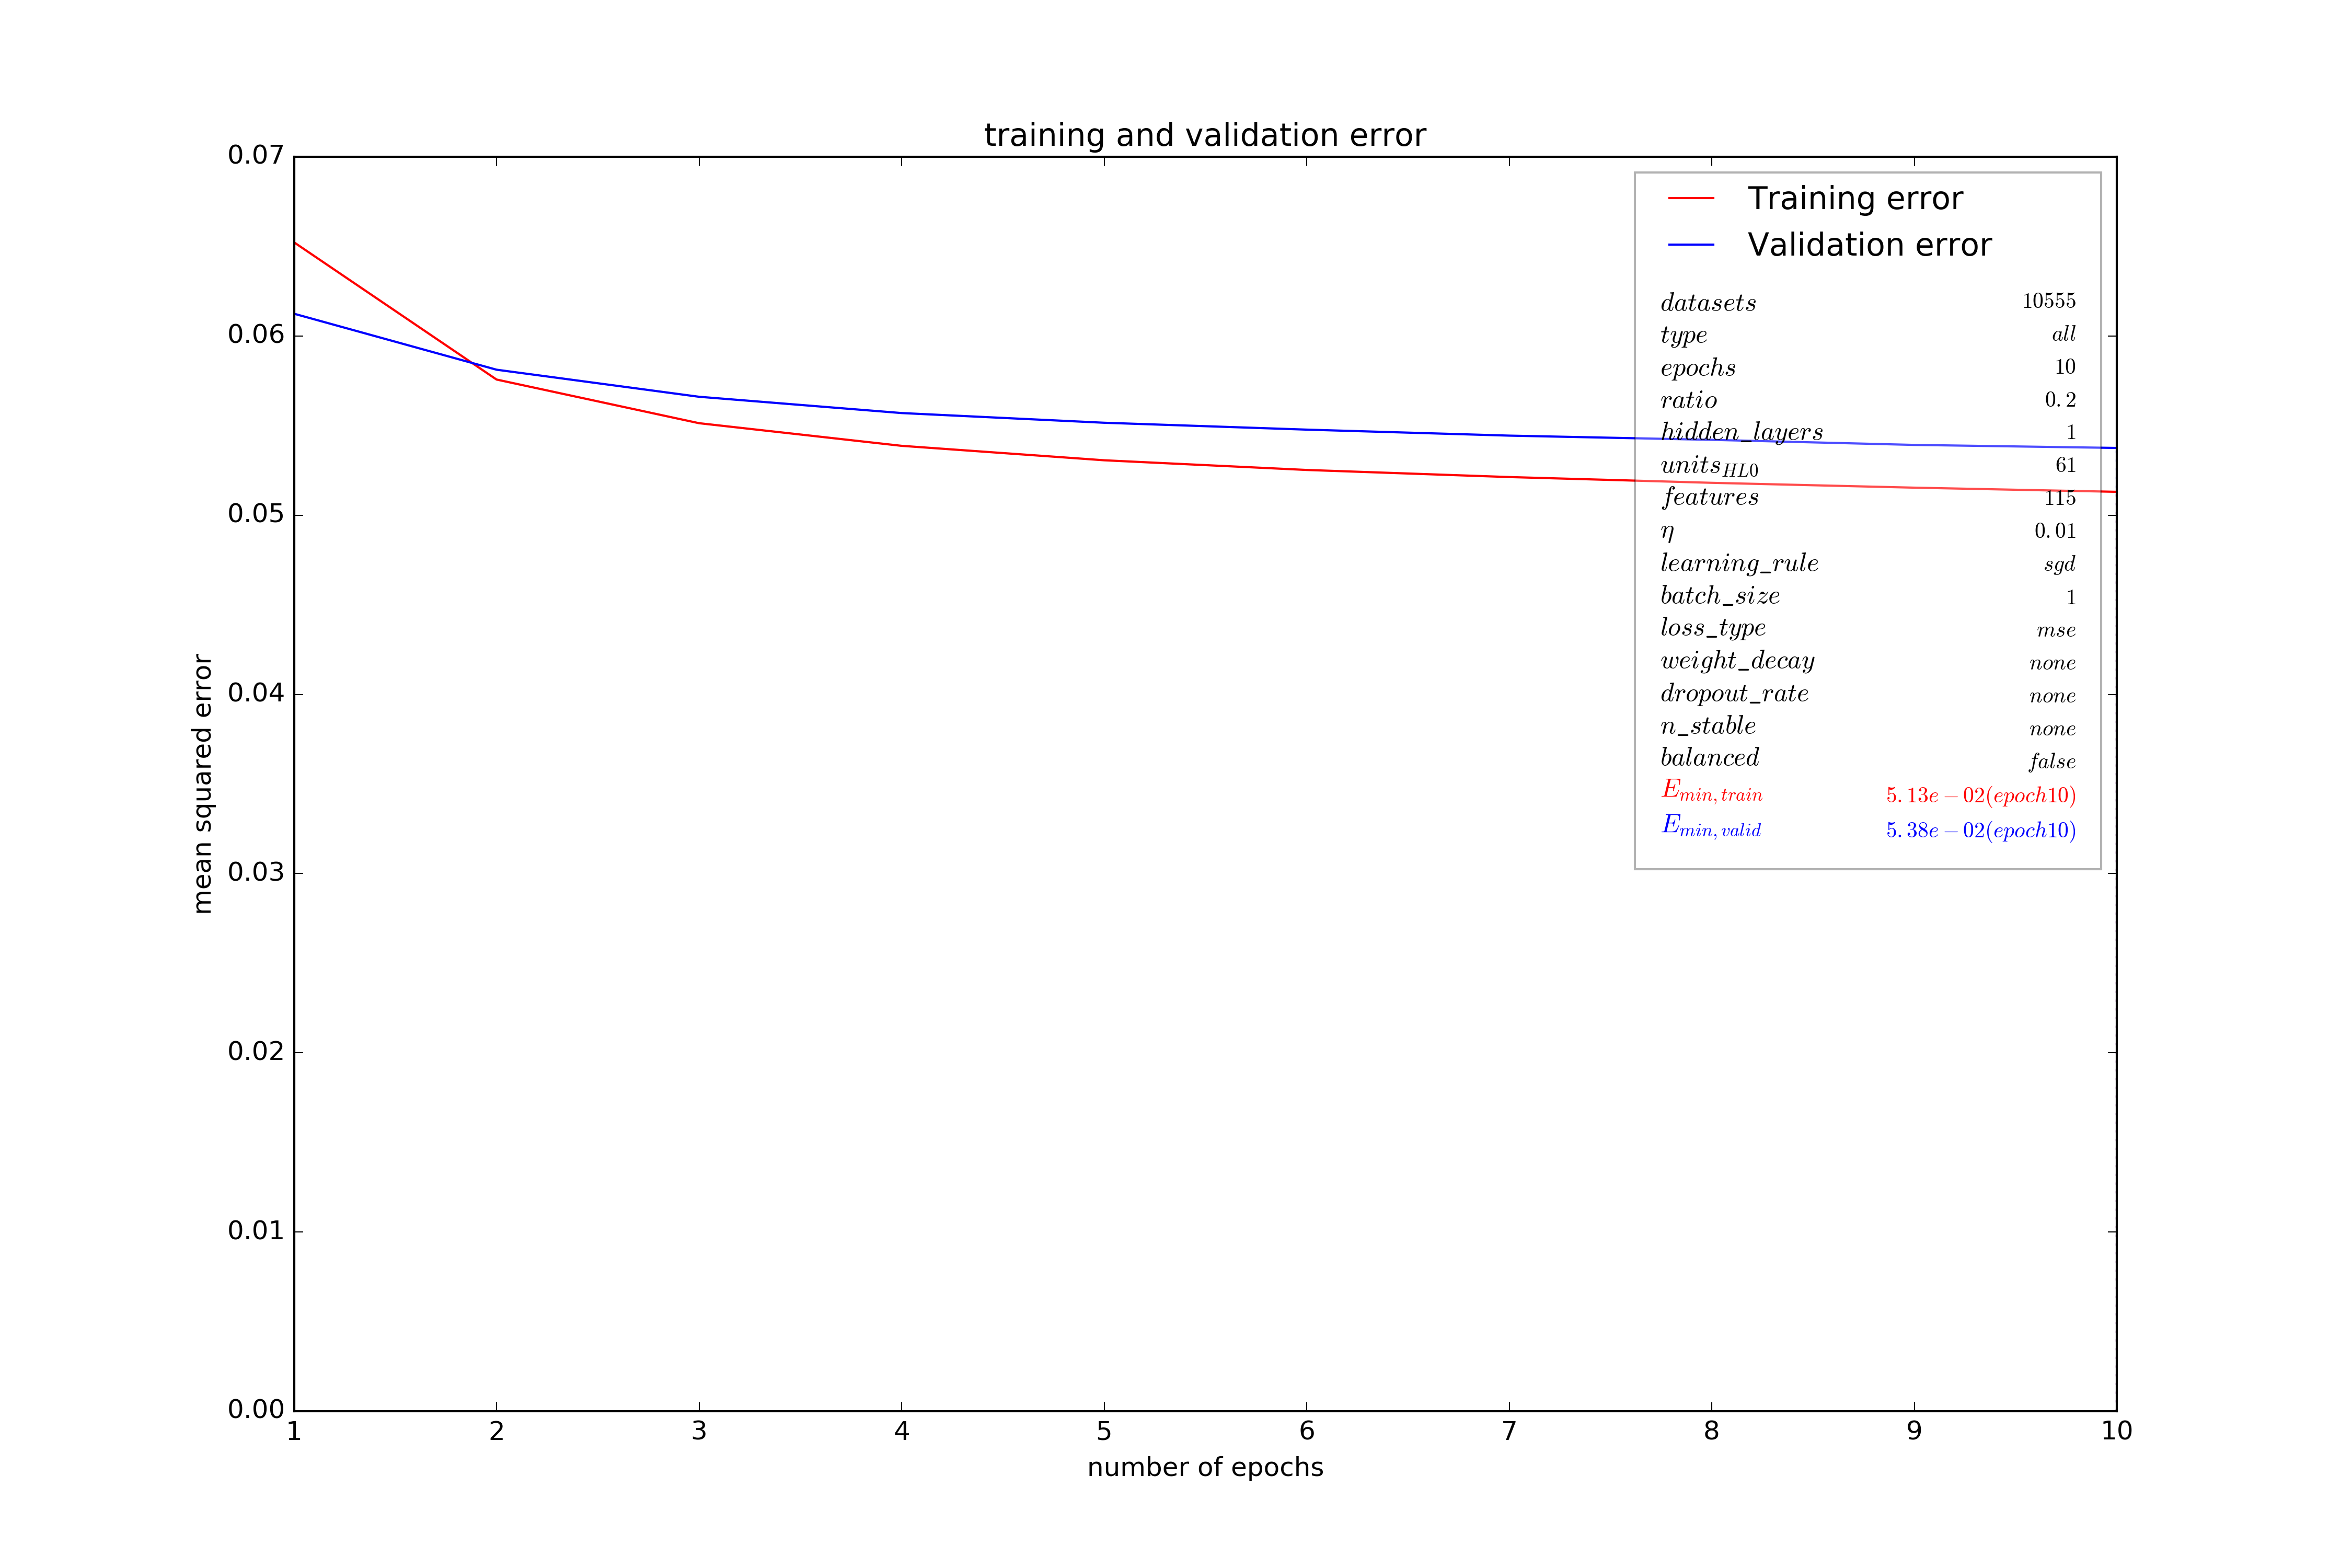 training and validation error
0.07
0.06
0.05
0.04
0.03
0.02
0.01
0.00
mean squared error
1 2 3 4 5 6 7 8 9 10
number of epochs
Training error
Validation error
datasets 10555
type all
epochs 10
ratio 0.2
hidden_layers 1
units_HL0 61
features 115
η 0.01
learning_rule sgd
batch_size 1
loss_type mse
weight_decay none
dropout_rate none
n_stable none
balanced false
E_min,train 5.13e−02(epoch10)
E_min,valid 5.38e−02(epoch10)